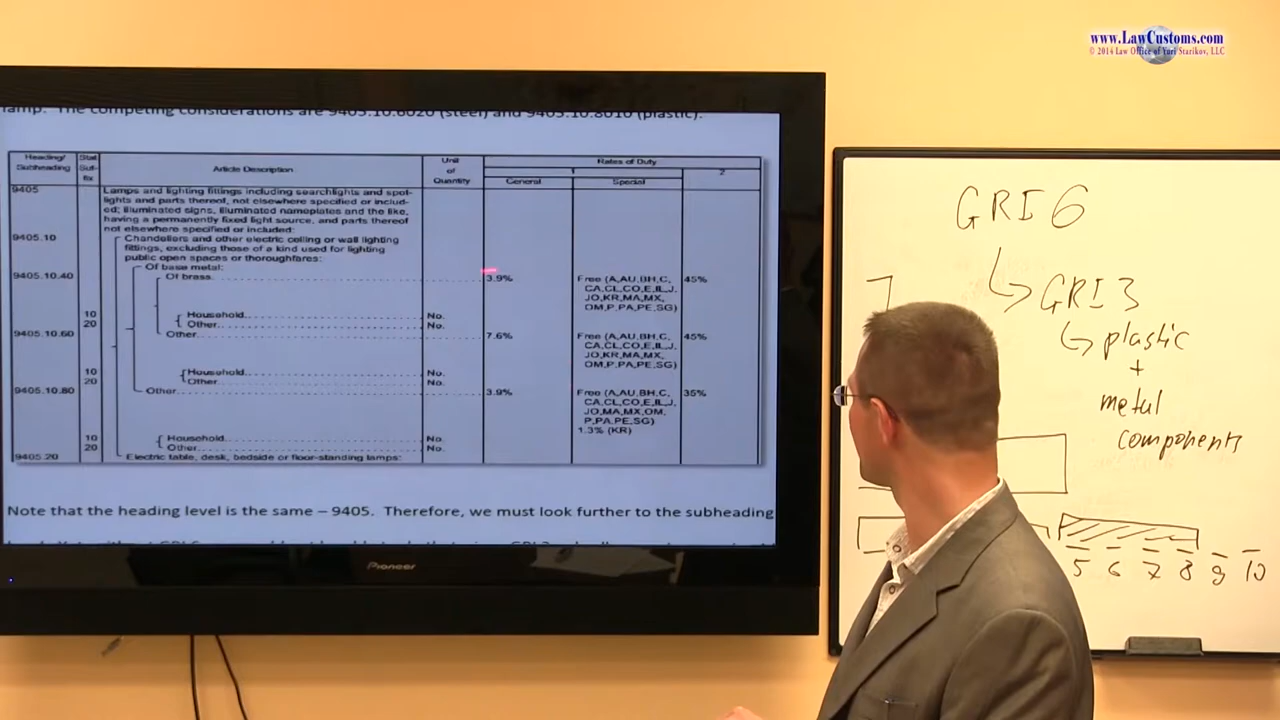 www.LawCustoms.com
© 2014 Law Office of Yuri Starikov, LLC
lamp. The competing considerations are 9405.10.6020 (steel) and 9405.10.8010 (plastic).
Heading/ Subheading Stat Suf- fix Article Description Unit of Quantity Rates of Duty
1 2
General Special
9405 Lamps and lighting fittings including searchlights and spot-
lights and parts thereof, not elsewhere specified or includ-
ed; illuminated signs, illuminated nameplates and the like,
having a permanently fixed light source, and parts thereof
not elsewhere specified or included:
9405.10 Chandeliers and other electric ceiling or wall lighting
fittings, excluding those of a kind used for lighting
public open spaces or thoroughfares:
Of base metal:
9405.10.40 Of brass 3.9% Free (A,AU,BH,C, 45%
CA,CL,CO,E,IL,J,
JO,KR,MA,MX,
OM,P,PA,PE,SG)
10 Household No.
20 Other No.
9405.10.60 Other 7.6% Free (A,AU,BH,C, 45%
CA,CL,CO,E,IL,J,
JO,KR,MA,MX,
OM,P,PA,PE,SG)
10 Household No.
20 Other No.
9405.10.80 Other 3.9% Free (A,AU,BH,C, 35%
CA,CL,CO,E,IL,J,
JO,MA,MX,OM,
P,PA,PE,SG)
1.3% (KR)
10 Household No.
20 Other No.
9405.20 Electric table, desk, bedside or floor-standing lamps:
Note that the heading level is the same – 9405. Therefore, we must look further to the subheading
Pioneer
GRI 6
GRI 3
plastic
+
metal
components
5 6 7 8 9 10